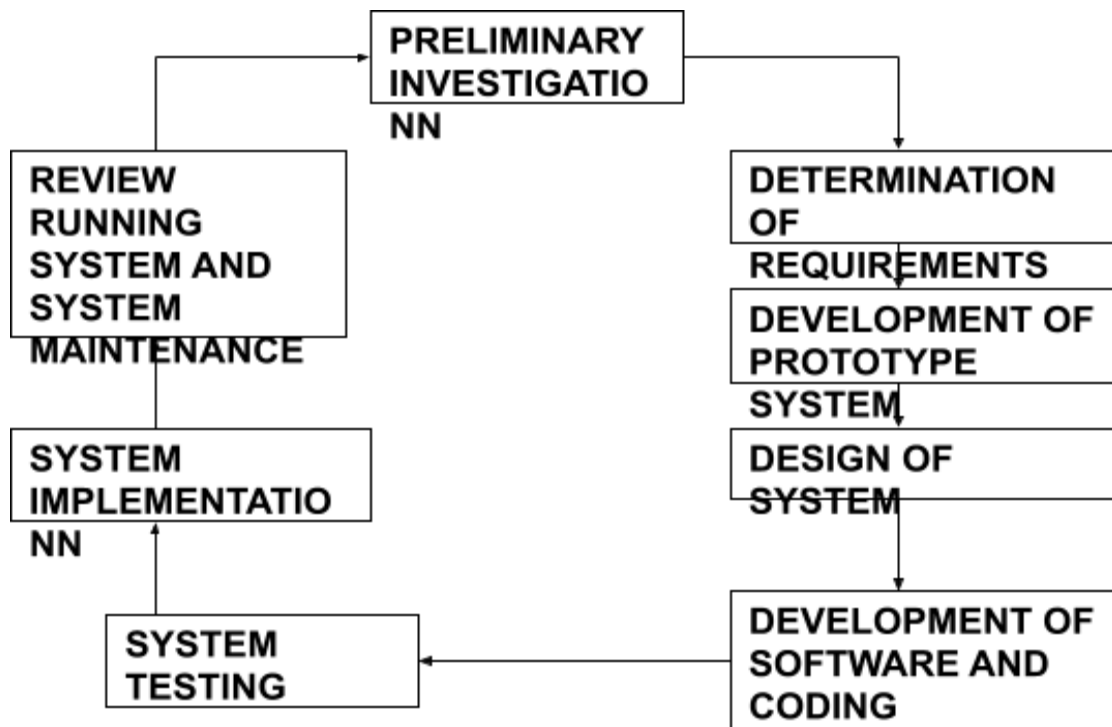 PRELIMINARY
INVESTIGATIO
NN
DETERMINATION
OF
REQUIREMENTS
DEVELOPMENT OF
PROTOTYPE
SYSTEM
DESIGN OF
SYSTEM
DEVELOPMENT OF
SOFTWARE AND
CODING
SYSTEM
TESTING
SYSTEM
IMPLEMENTATIO
NN
REVIEW
RUNNING
SYSTEM AND
SYSTEM
MAINTENANCE